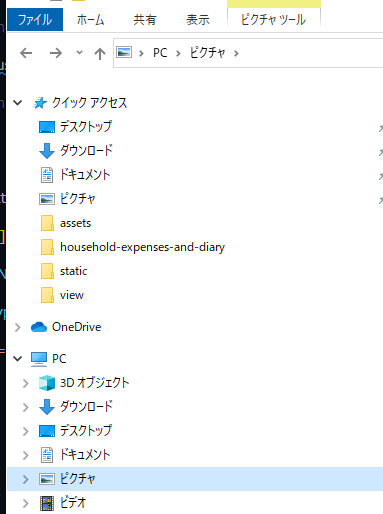 ピクチャ ツール
ファイル ホーム 共有 表示 管理
PC ピクチャ
クイック アクセス
デスクトップ
ダウンロード
ドキュメント
ピクチャ
assets
household-expenses-and-diary
static
view
OneDrive
PC
3D オブジェクト
ダウンロード
デスクトップ
ドキュメント
ピクチャ
ビデオ